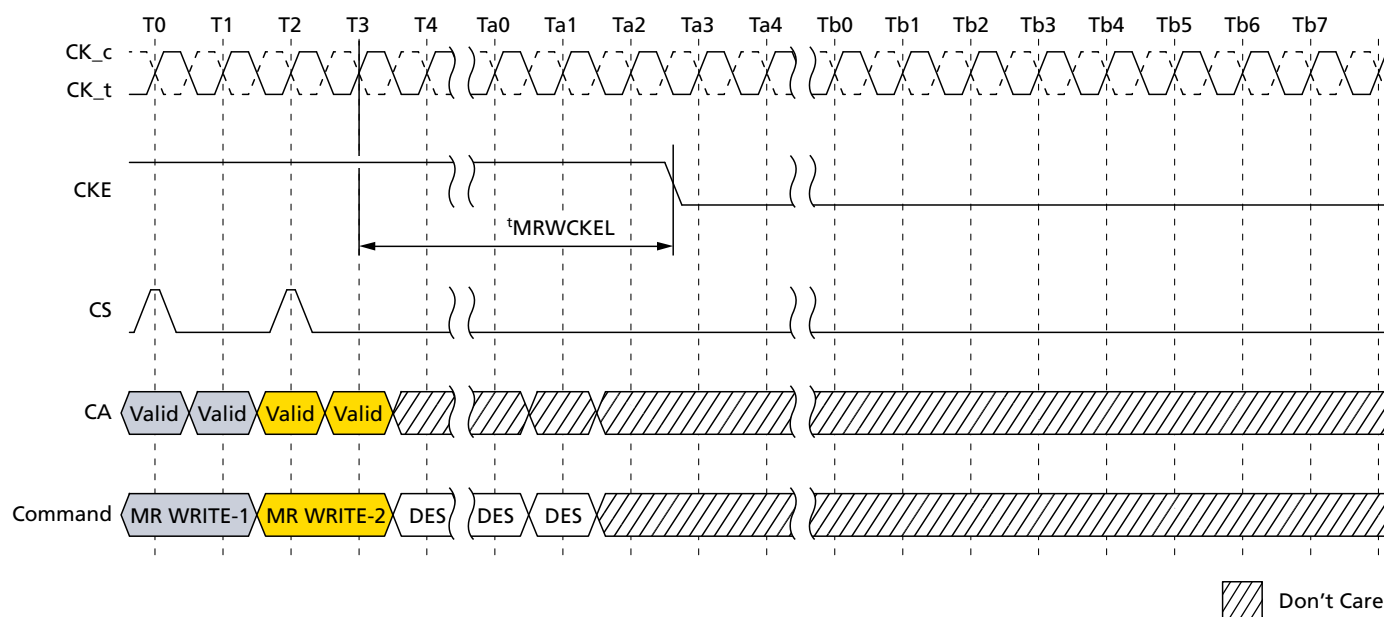 T0 T1 T2 T3 T4 Ta0 Ta1 Ta2 Ta3 Ta4 Tb0 Tb1 Tb2 Tb3 Tb4 Tb5 Tb6 Tb7
CK_c
CK_t
CKE
tMRWCKEL
CS
CA Valid Valid Valid Valid
Command MR WRITE-1 MR WRITE-2 DES DES DES
Don't Care